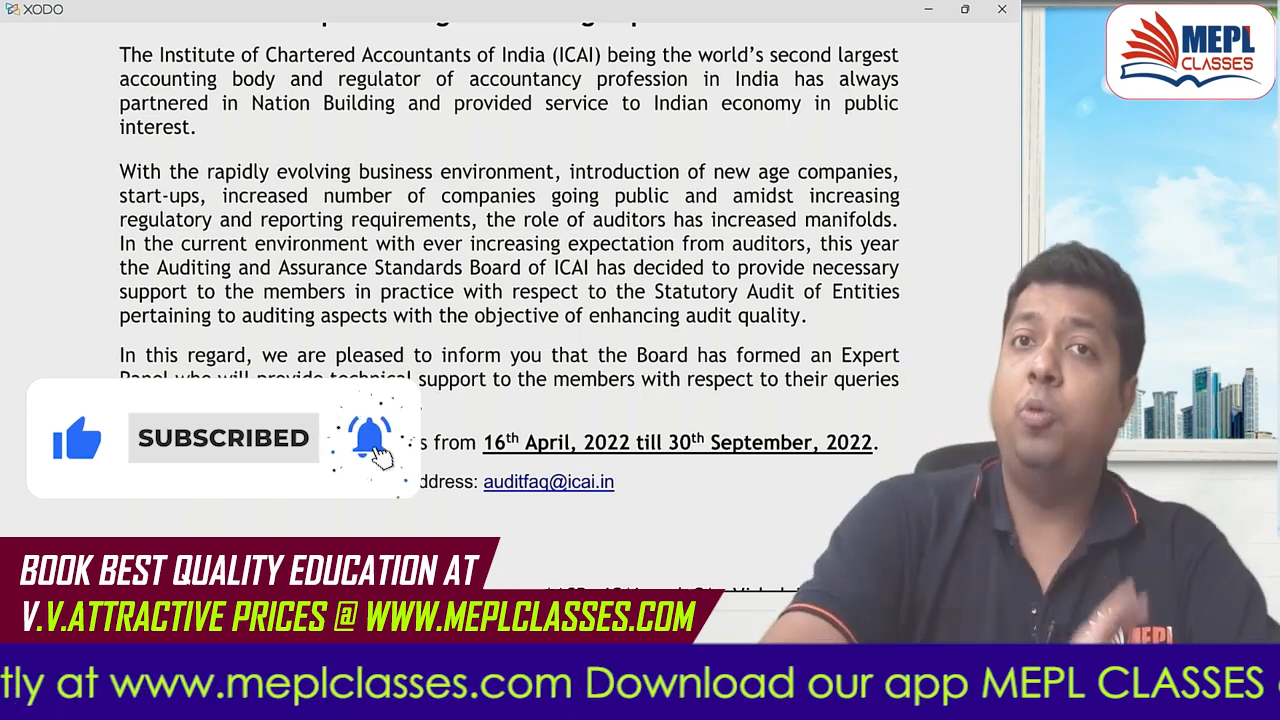 XODO
MEPL
CLASSES
The Institute of Chartered Accountants of India (ICAI) being the world's second largest
accounting body and regulator of accountancy profession in India has always
partnered in Nation Building and provided service to Indian economy in public
interest.
With the rapidly evolving business environment, introduction of new age companies,
start-ups, increased number of companies going public and amidst increasing
regulatory and reporting requirements, the role of auditors has increased manifolds.
In the current environment with ever increasing expectation from auditors, this year
the Auditing and Assurance Standards Board of ICAI has decided to provide necessary
support to the members in practice with respect to the Statutory Audit of Entities
pertaining to auditing aspects with the objective of enhancing audit quality.
In this regard, we are pleased to inform you that the Board has formed an Expert
Panel who will provide technical support to the members with respect to their queries
SUBSCRIBED
from 16th April, 2022 till 30th September, 2022.
ddress: auditfaq@icai.in
BOOK BEST QUALITY EDUCATION AT
V.V.ATTRACTIVE PRICES @ WWW.MEPLCLASSES.COM
MEPL
tly at www.meplclasses.com Download our app MEPL CLASSES